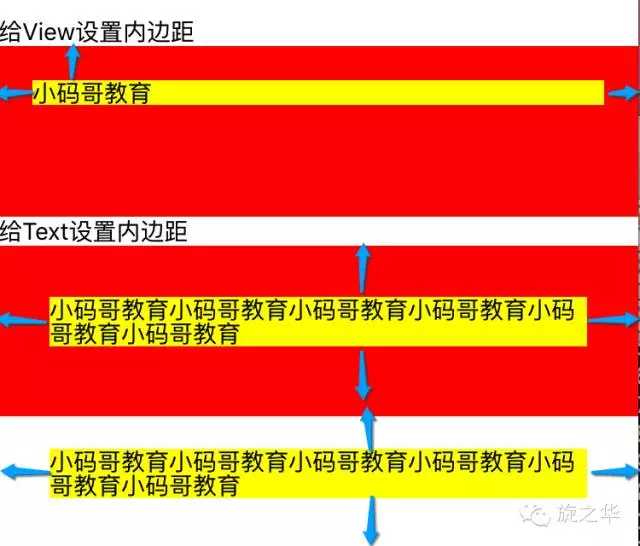 给View设置内边距
小码哥教育
给Text设置内边距
小码哥教育小码哥教育小码哥教育小码哥教育小码
哥教育小码哥教育
小码哥教育小码哥教育小码哥教育小码哥教育小码
哥教育小码哥教育
旋之华